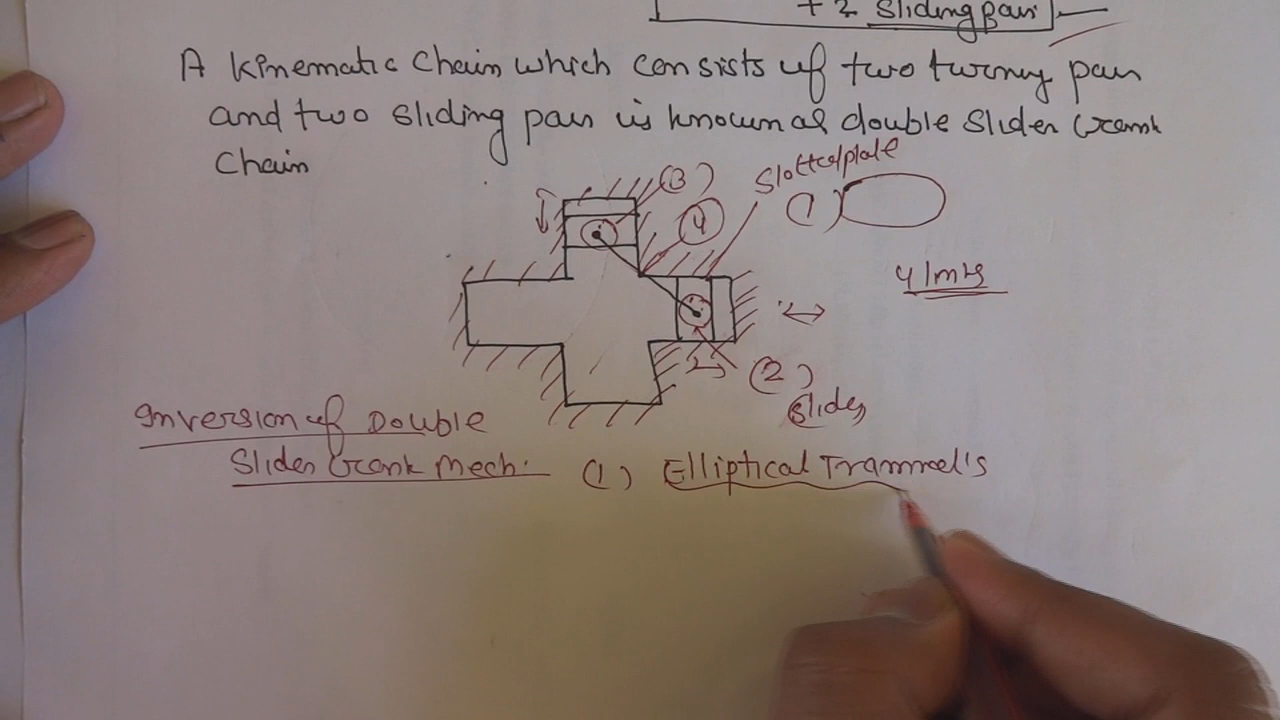 + 2 Sliding pair
A Kinematic Chain which consists of two turning pair
and two sliding pair is known as double Slider Crank
Chain
(3)
Slotted plate
(4)
(1)
4 links
(2)
Slider
Inversion of Double
Slider Crank Mech. (1) Elliptical Trammel's